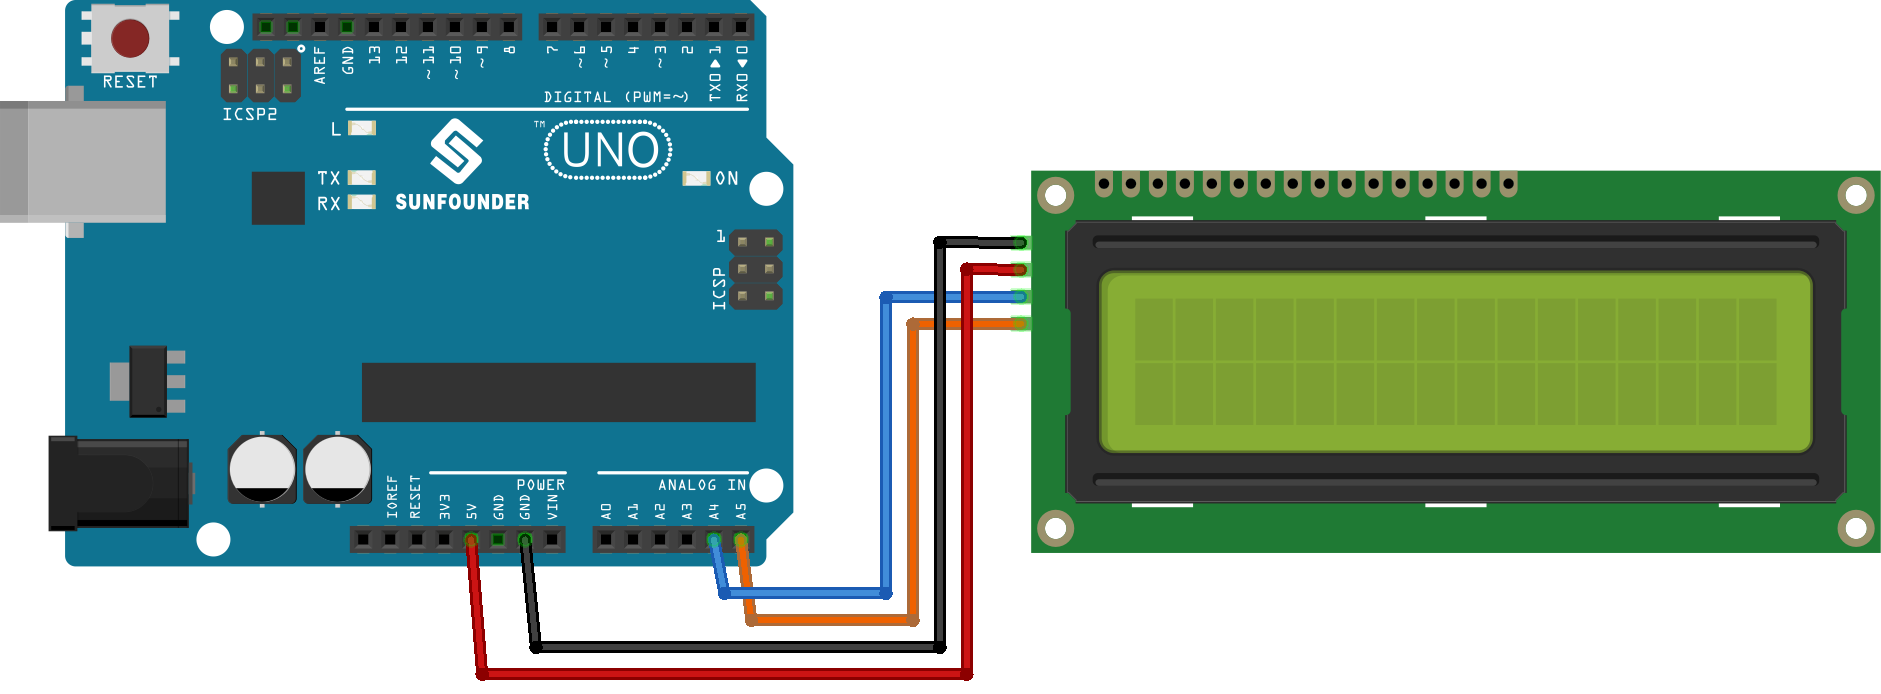 RESET
ICSP2
AREF
GND
13
12
~11
~10
~9
8
7
~6
~5
4
~3
2
TX0▶1
RX0◀0
DIGITAL (PWM=~)
L
TX
RX
SUNFOUNDER
TM
UNO
ON
1
ICSP
POWER
ANALOG IN
IOREF
RESET
3V3
5V
GND
GND
VIN
A0
A1
A2
A3
A4
A5